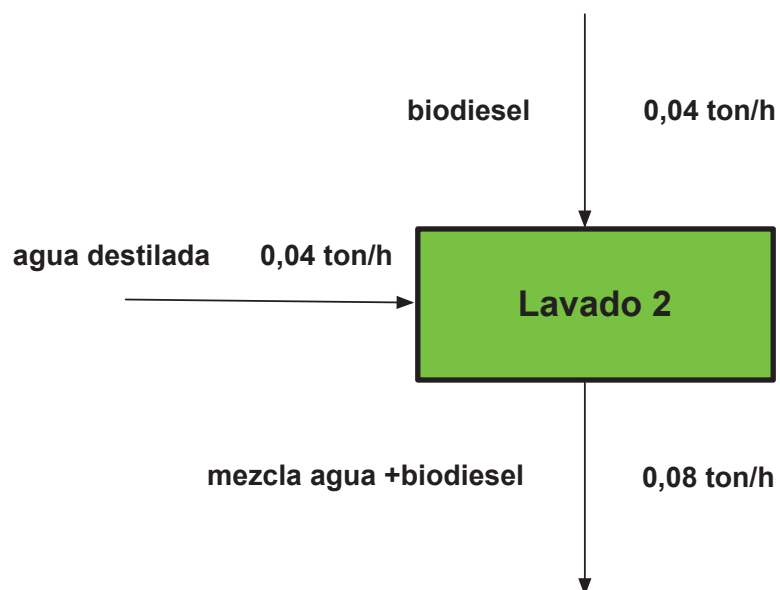 biodiesel 0,04 ton/h
agua destilada 0,04 ton/h
Lavado 2
mezcla agua +biodiesel 0,08 ton/h